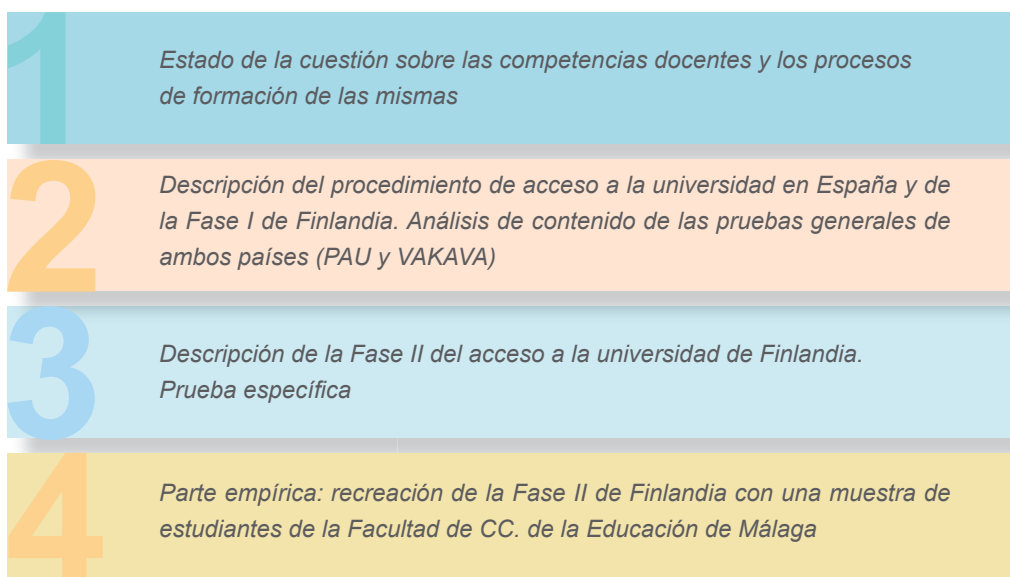 1
Estado de la cuestión sobre las competencias docentes y los procesos
de formación de las mismas
2
Descripción del procedimiento de acceso a la universidad en España y de
la Fase I de Finlandia. Análisis de contenido de las pruebas generales de
ambos países (PAU y VAKAVA)
3
Descripción de la Fase II del acceso a la universidad de Finlandia.
Prueba específica
4
Parte empírica: recreación de la Fase II de Finlandia con una muestra de
estudiantes de la Facultad de CC. de la Educación de Málaga